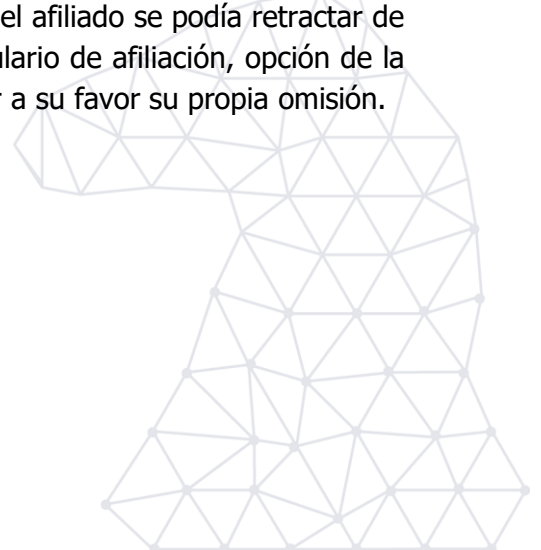 el afiliado se podía retractar de
ulario de afiliación, opción de la
r a su favor su propia omisión.